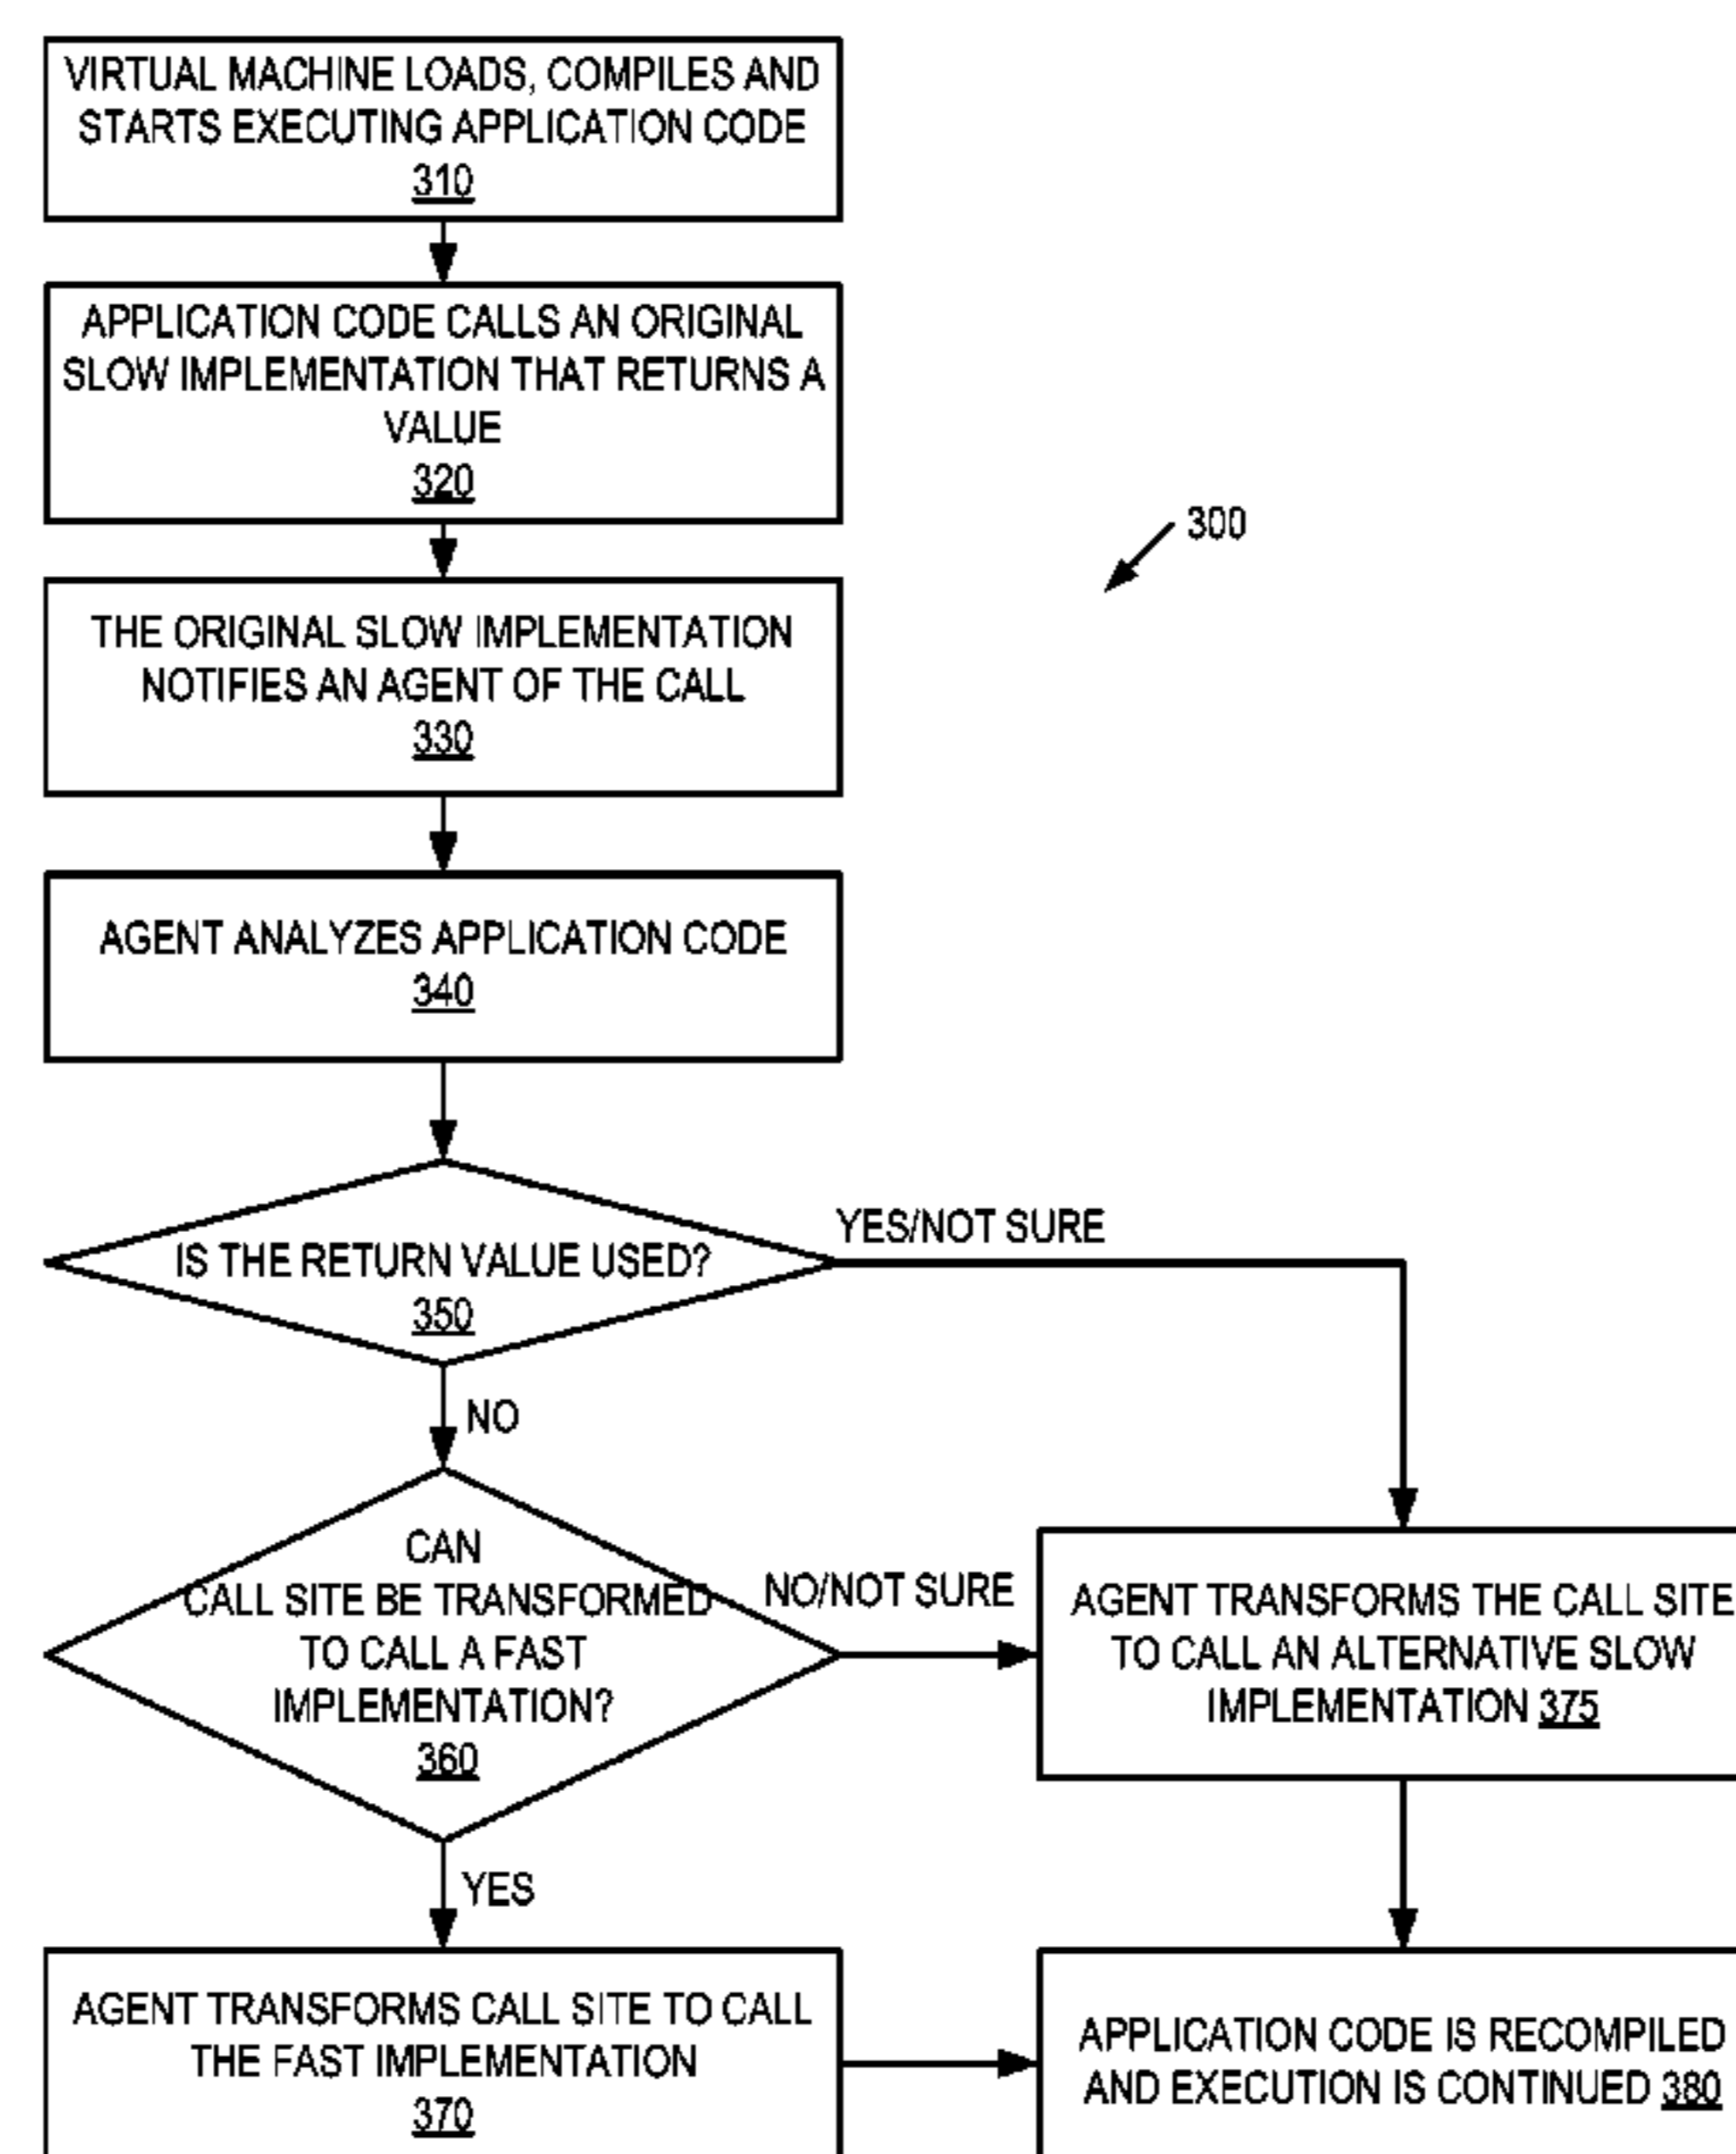 VIRTUAL MACHINE LOADS, COMPILES AND
STARTS EXECUTING APPLICATION CODE
310
APPLICATION CODE CALLS AN ORIGINAL
SLOW IMPLEMENTATION THAT RETURNS A
VALUE
320
300
THE ORIGINAL SLOW IMPLEMENTATION
NOTIFIES AN AGENT OF THE CALL
330
AGENT ANALYZES APPLICATION CODE
340
IS THE RETURN VALUE USED?
350
YES/NOT SURE
NO
CAN
CALL SITE BE TRANSFORMED
TO CALL A FAST
IMPLEMENTATION?
360
NO/NOT SURE
AGENT TRANSFORMS THE CALL SITE
TO CALL AN ALTERNATIVE SLOW
IMPLEMENTATION 375
YES
AGENT TRANSFORMS CALL SITE TO CALL
THE FAST IMPLEMENTATION
370
APPLICATION CODE IS RECOMPILED
AND EXECUTION IS CONTINUED 380